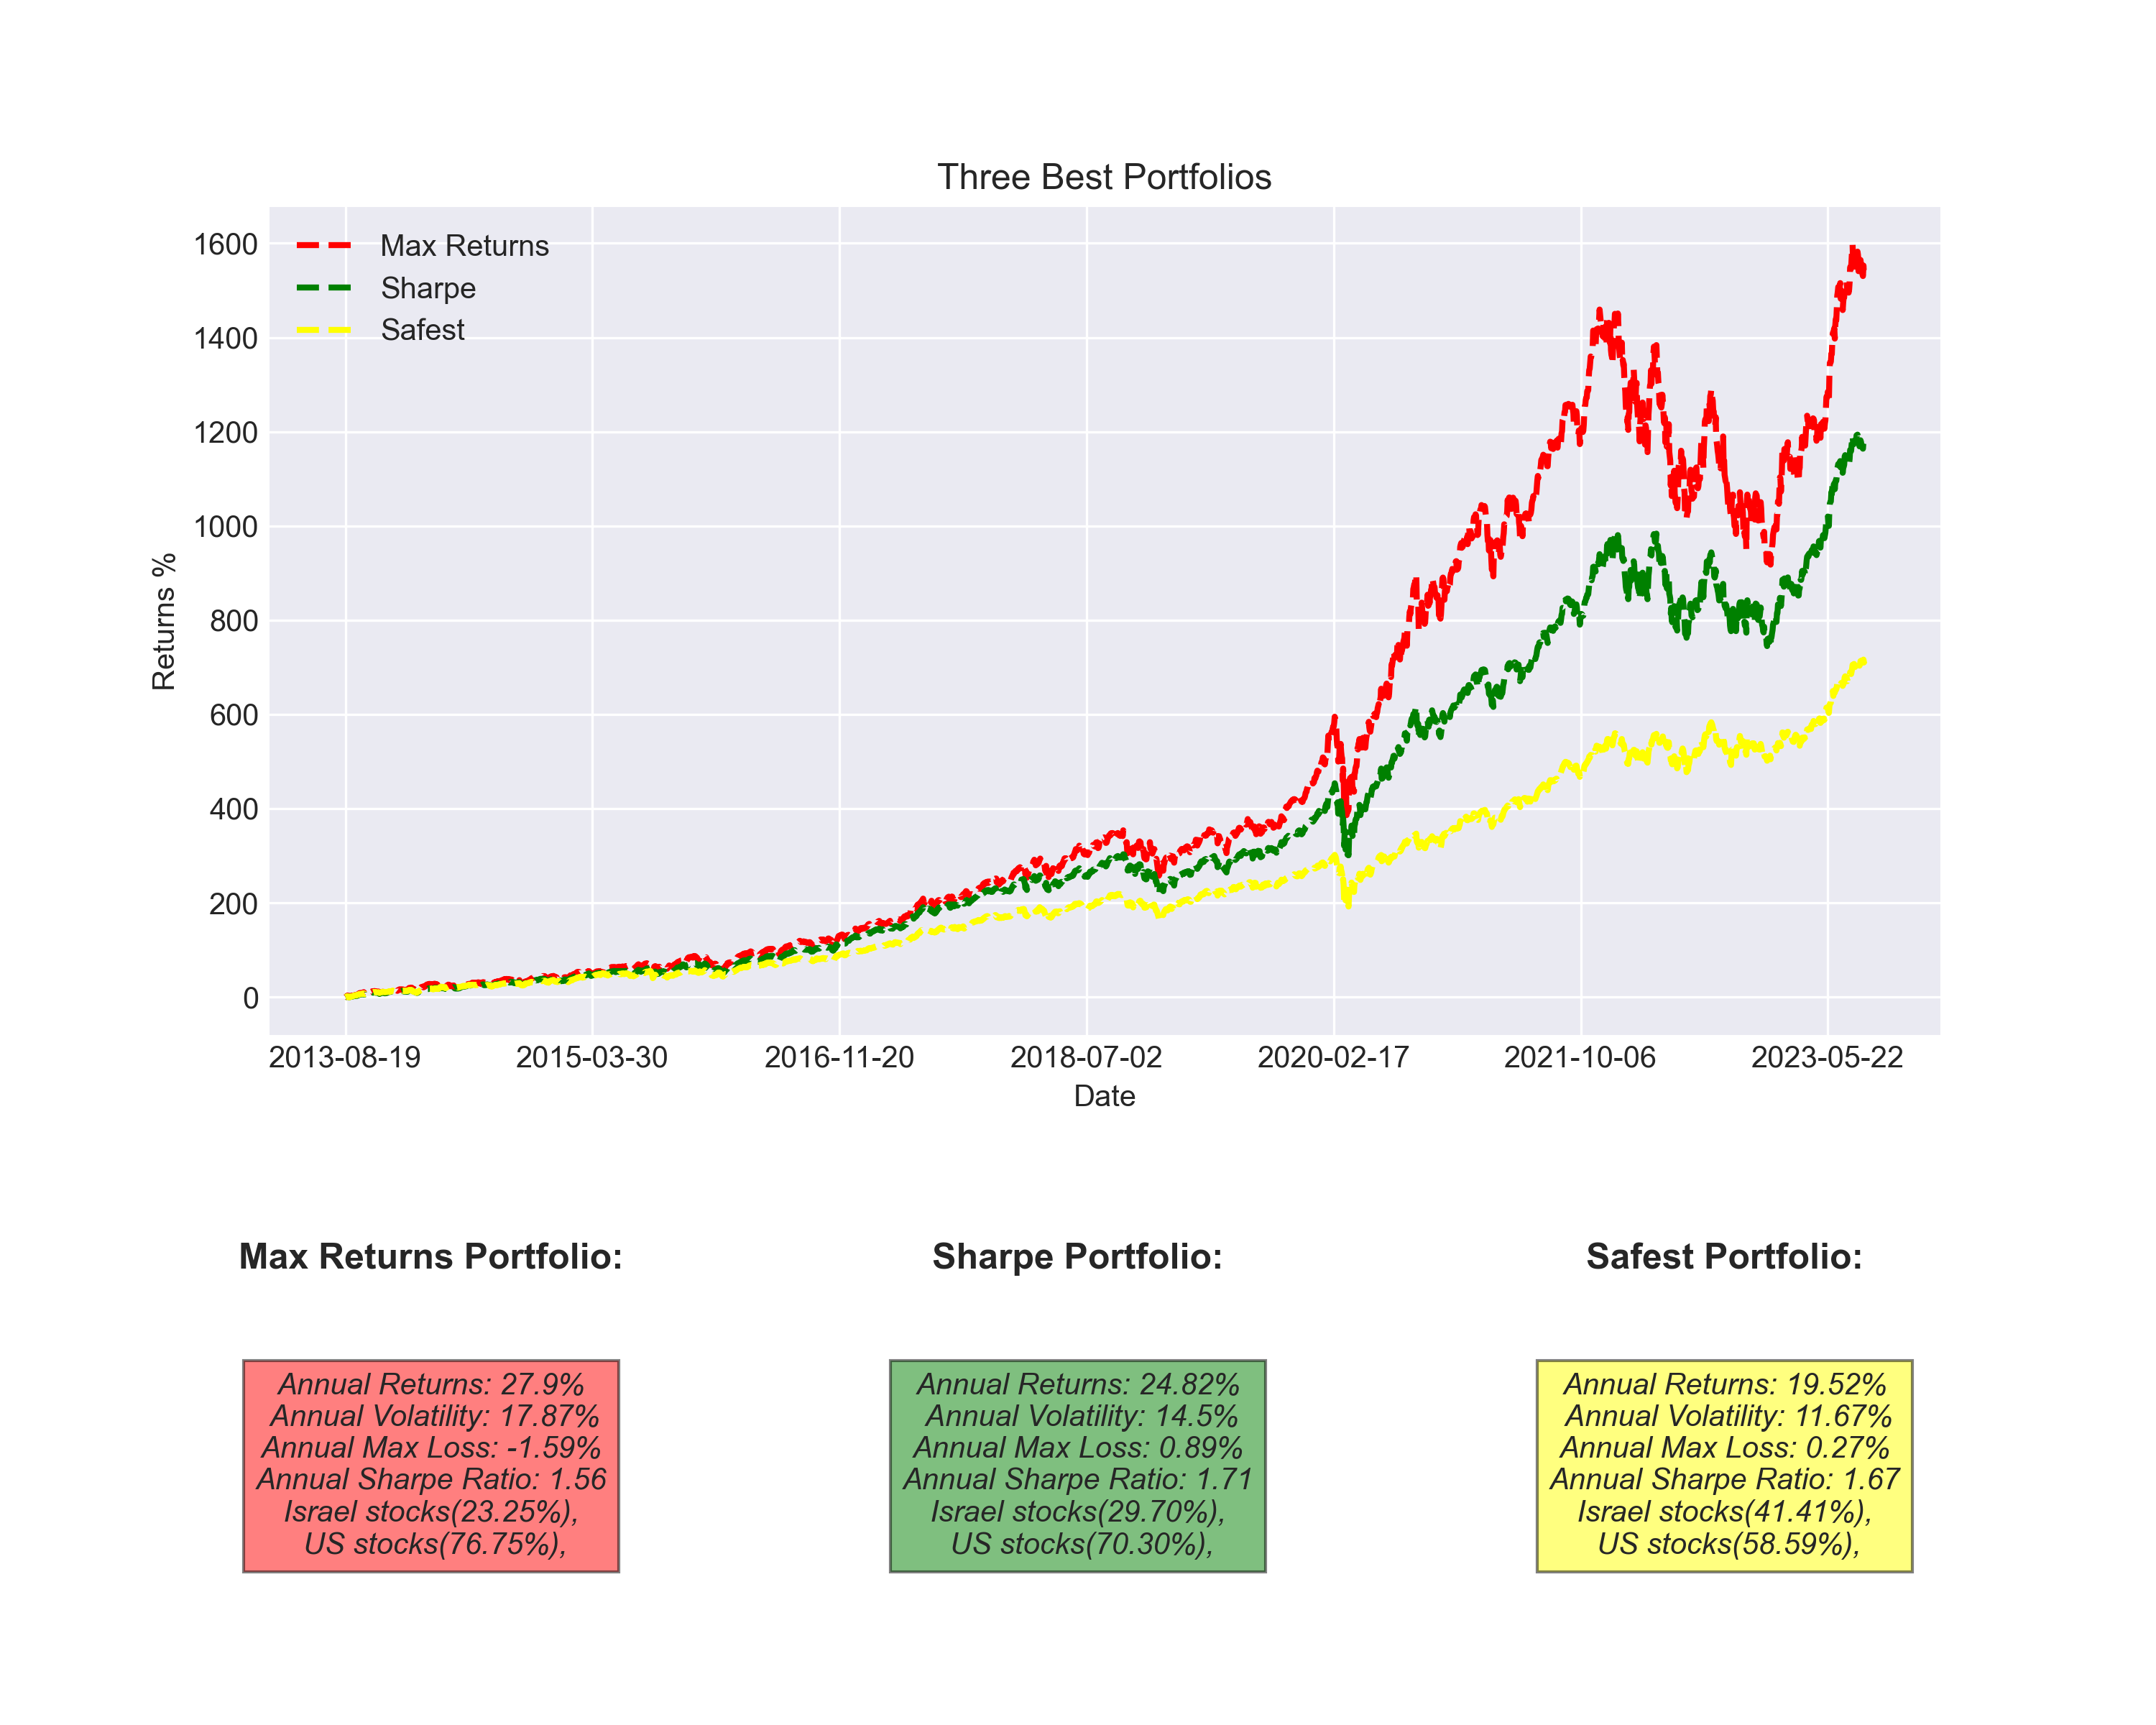 Three Best Portfolios
Max Returns
Sharpe
Safest
1600
1400
1200
1000
800
600
400
200
0
Returns %
2013-08-19 2015-03-30 2016-11-20 2018-07-02 2020-02-17 2021-10-06 2023-05-22
Date
Max Returns Portfolio:
Annual Returns: 27.9%
Annual Volatility: 17.87%
Annual Max Loss: -1.59%
Annual Sharpe Ratio: 1.56
Israel stocks(23.25%),
US stocks(76.75%),
Sharpe Portfolio:
Annual Returns: 24.82%
Annual Volatility: 14.5%
Annual Max Loss: 0.89%
Annual Sharpe Ratio: 1.71
Israel stocks(29.70%),
US stocks(70.30%),
Safest Portfolio:
Annual Returns: 19.52%
Annual Volatility: 11.67%
Annual Max Loss: 0.27%
Annual Sharpe Ratio: 1.67
Israel stocks(41.41%),
US stocks(58.59%),